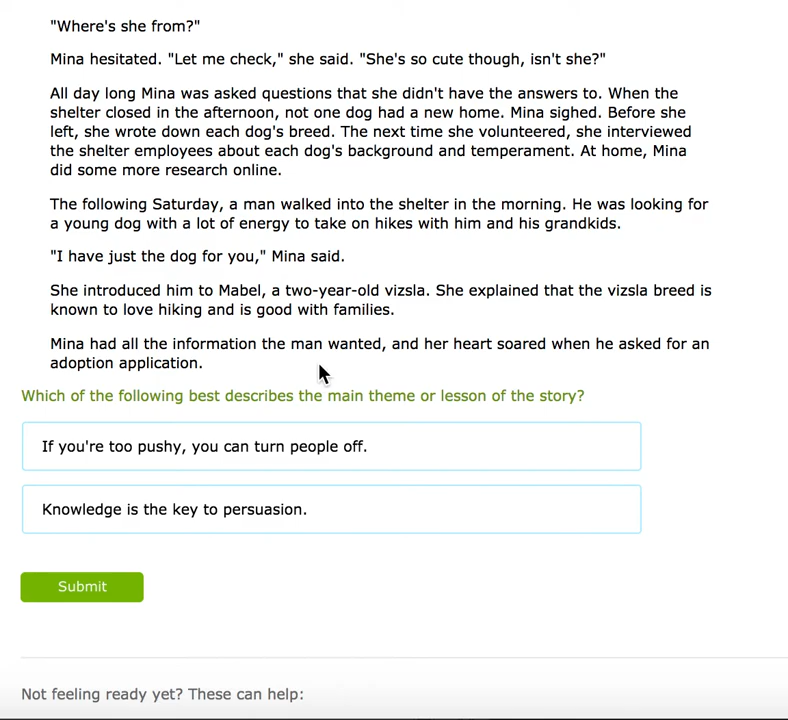 "Where's she from?"
Mina hesitated. "Let me check," she said. "She's so cute though, isn't she?"
All day long Mina was asked questions that she didn't have the answers to. When the
shelter closed in the afternoon, not one dog had a new home. Mina sighed. Before she
left, she wrote down each dog's breed. The next time she volunteered, she interviewed
the shelter employees about each dog's background and temperament. At home, Mina
did some more research online.
The following Saturday, a man walked into the shelter in the morning. He was looking for
a young dog with a lot of energy to take on hikes with him and his grandkids.
"I have just the dog for you," Mina said.
She introduced him to Mabel, a two-year-old vizsla. She explained that the vizsla breed is
known to love hiking and is good with families.
Mina had all the information the man wanted, and her heart soared when he asked for an
adoption application.
Which of the following best describes the main theme or lesson of the story?
If you're too pushy, you can turn people off.
Knowledge is the key to persuasion.
Submit
Not feeling ready yet? These can help: